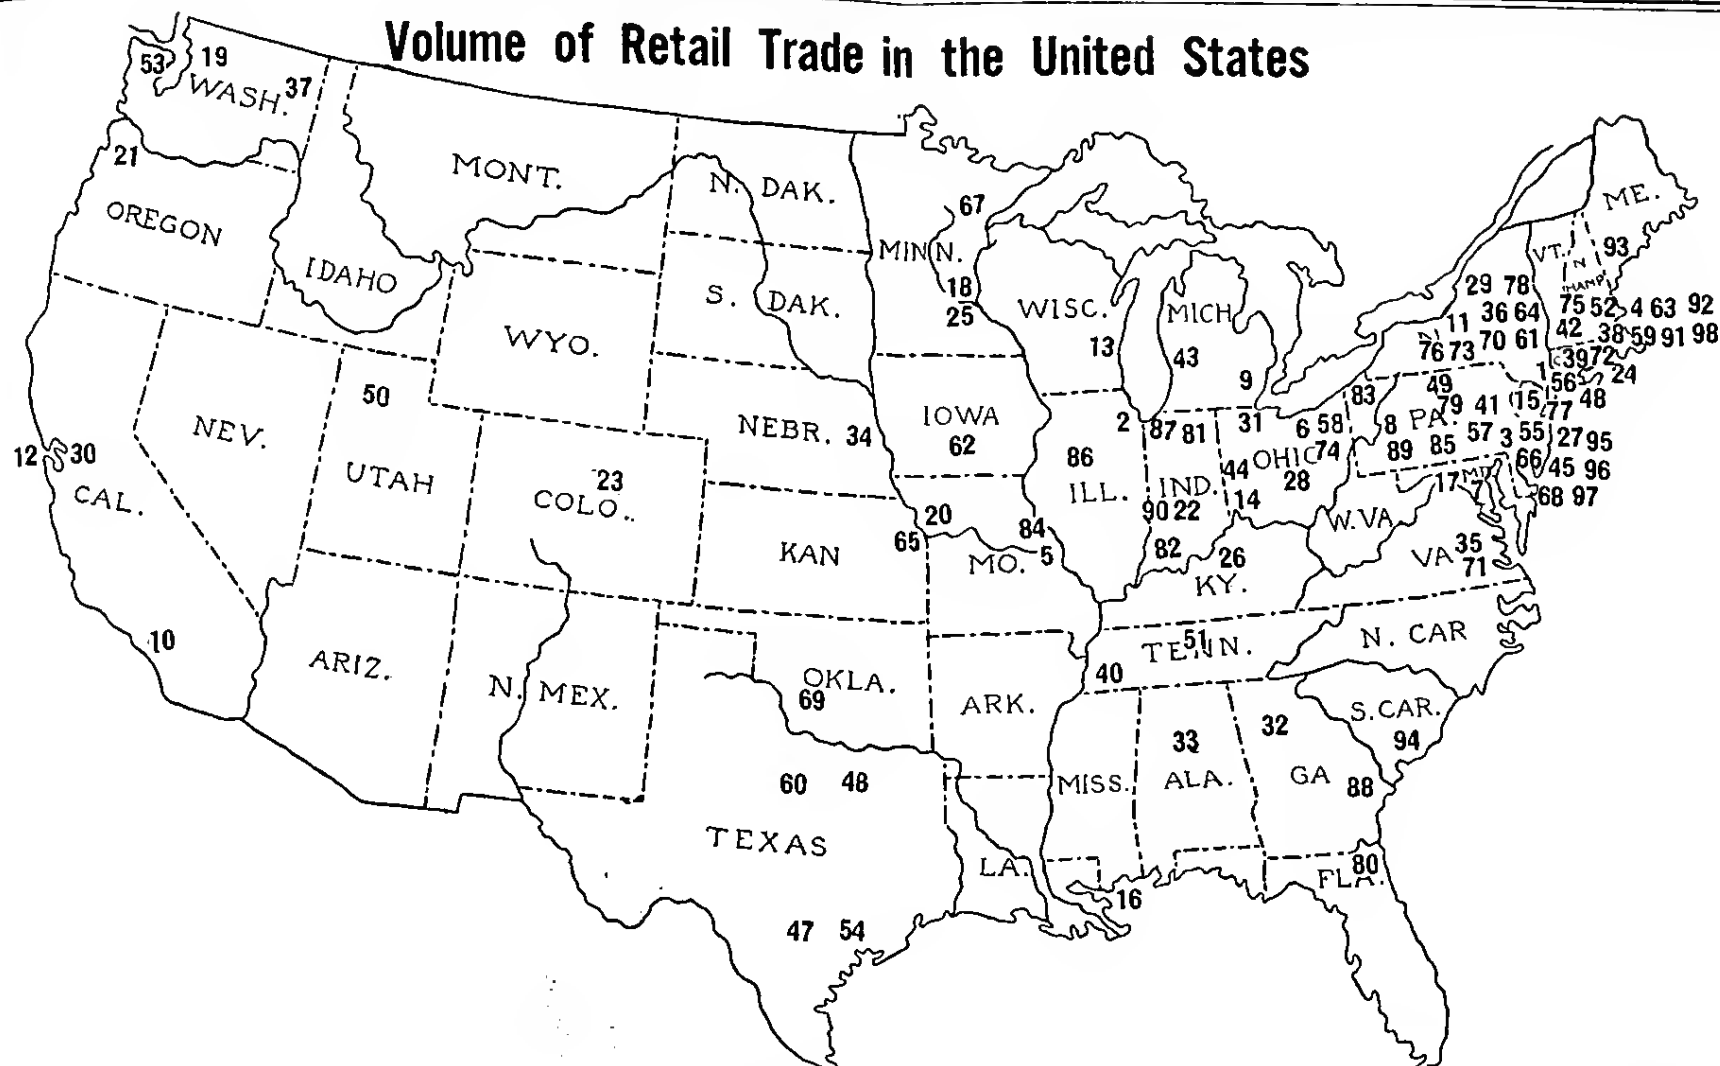 Volume of Retail Trade in the United States
53 19
WASH. 37
21
OREGON
MONT.
IDAHO
N. DAK.
67
MINN.
18
25
S. DAK.
WYO.
WISC.
13
MICH
43
9
ME.
VT.
N
HAMP.
93
29 78
75 52 4 63 92
11 36 64
42 38 59 91 98
76 73 70 61
39 72
1
24
56 48
50
NEV.
UTAH
12 30
CAL.
10
23
COLO.
NEBR. 34
IOWA
62
2
86
ILL.
87 81
IND.
90 22
82
31
6 58
44 OHIO 74
28
14
83
49
8 PA. 79 41 15 77
89 85 57 3 55 27 95
66 45 96
17 MD 7
68 97
W.VA
VA 35
71
20
65
84
MO. 5
KAN
26
KY.
51
TENN.
40
N. CAR
ARIZ.
N. MEX.
OKLA.
69
ARK.
S.CAR.
94
32
33
ALA.
GA 88
MISS.
60 48
TEXAS
LA.
16
80
FLA.
47 54